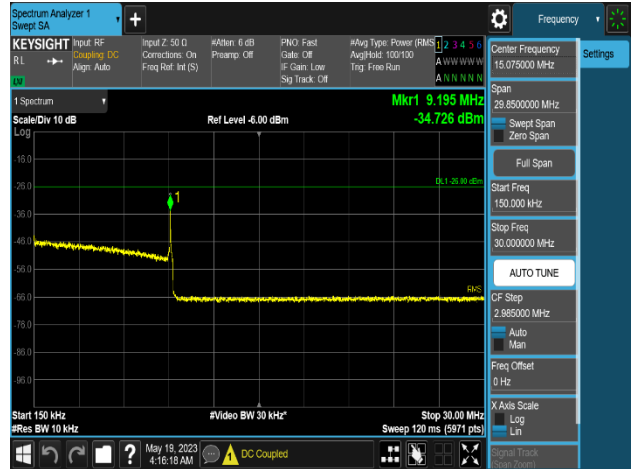 Spectrum Analyzer 1
Swept SA
Frequency
KEYSIGHT
Input: RF
Input Z: 50 Ω
#Atten: 6 dB
PNO: Fast
#Avg Type: Power (RMS)
1 2 3 4 5 6
RL
Coupling: DC
Corrections: On
Preamp: Off
Gate: Off
Avg|Hold: 100/100
A W W W W W
Align: Auto
Freq Ref: Int (S)
IF Gain: Low
Trig: Free Run
Sig Track: Off
A N N N N N
LW
Center Frequency
15.075000 MHz
Settings
Span
29.8500000 MHz
Swept Span
Zero Span
Full Span
Start Freq
150.000 kHz
Stop Freq
30.000000 MHz
AUTO TUNE
CF Step
2.985000 MHz
Auto
Man
Freq Offset
0 Hz
X Axis Scale
Log
Lin
Signal Track
(Span Zoom)
1 Spectrum
Mkr1 9.195 MHz
Scale/Div 10 dB
Ref Level -6.00 dBm
-34.726 dBm
Log
-16.0
-26.0
DL1 -26.00 dBm
1
-36.0
-46.0
-56.0
-66.0
RMS
-76.0
-86.0
-96.0
Start 150 kHz
#Video BW 30 kHz*
Stop 30.00 MHz
#Res BW 10 kHz
Sweep 120 ms (5971 pts)
?
May 19, 2023
4:16:18 AM
DC Coupled